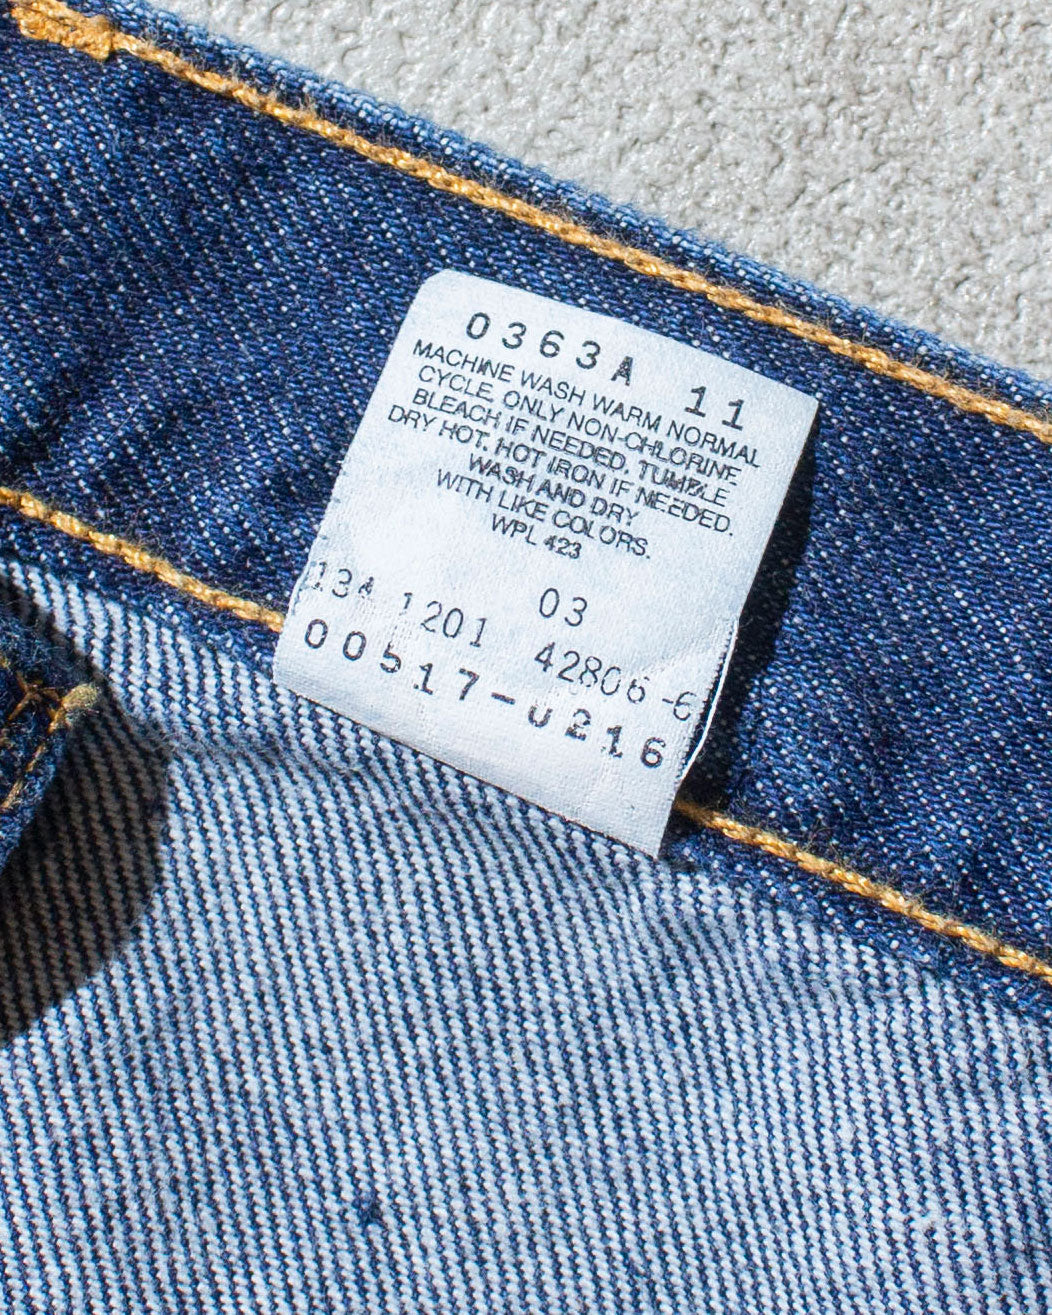 0363A 11
MACHINE WASH WARM NORMAL
CYCLE. ONLY NON-CHLORINE
BLEACH IF NEEDED. TUMBLE
DRY HOT. HOT IRON IF NEEDED.
WASH AND DRY
WITH LIKE COLORS.
WPL 423
03
134 1201 42806-6
00517-0216